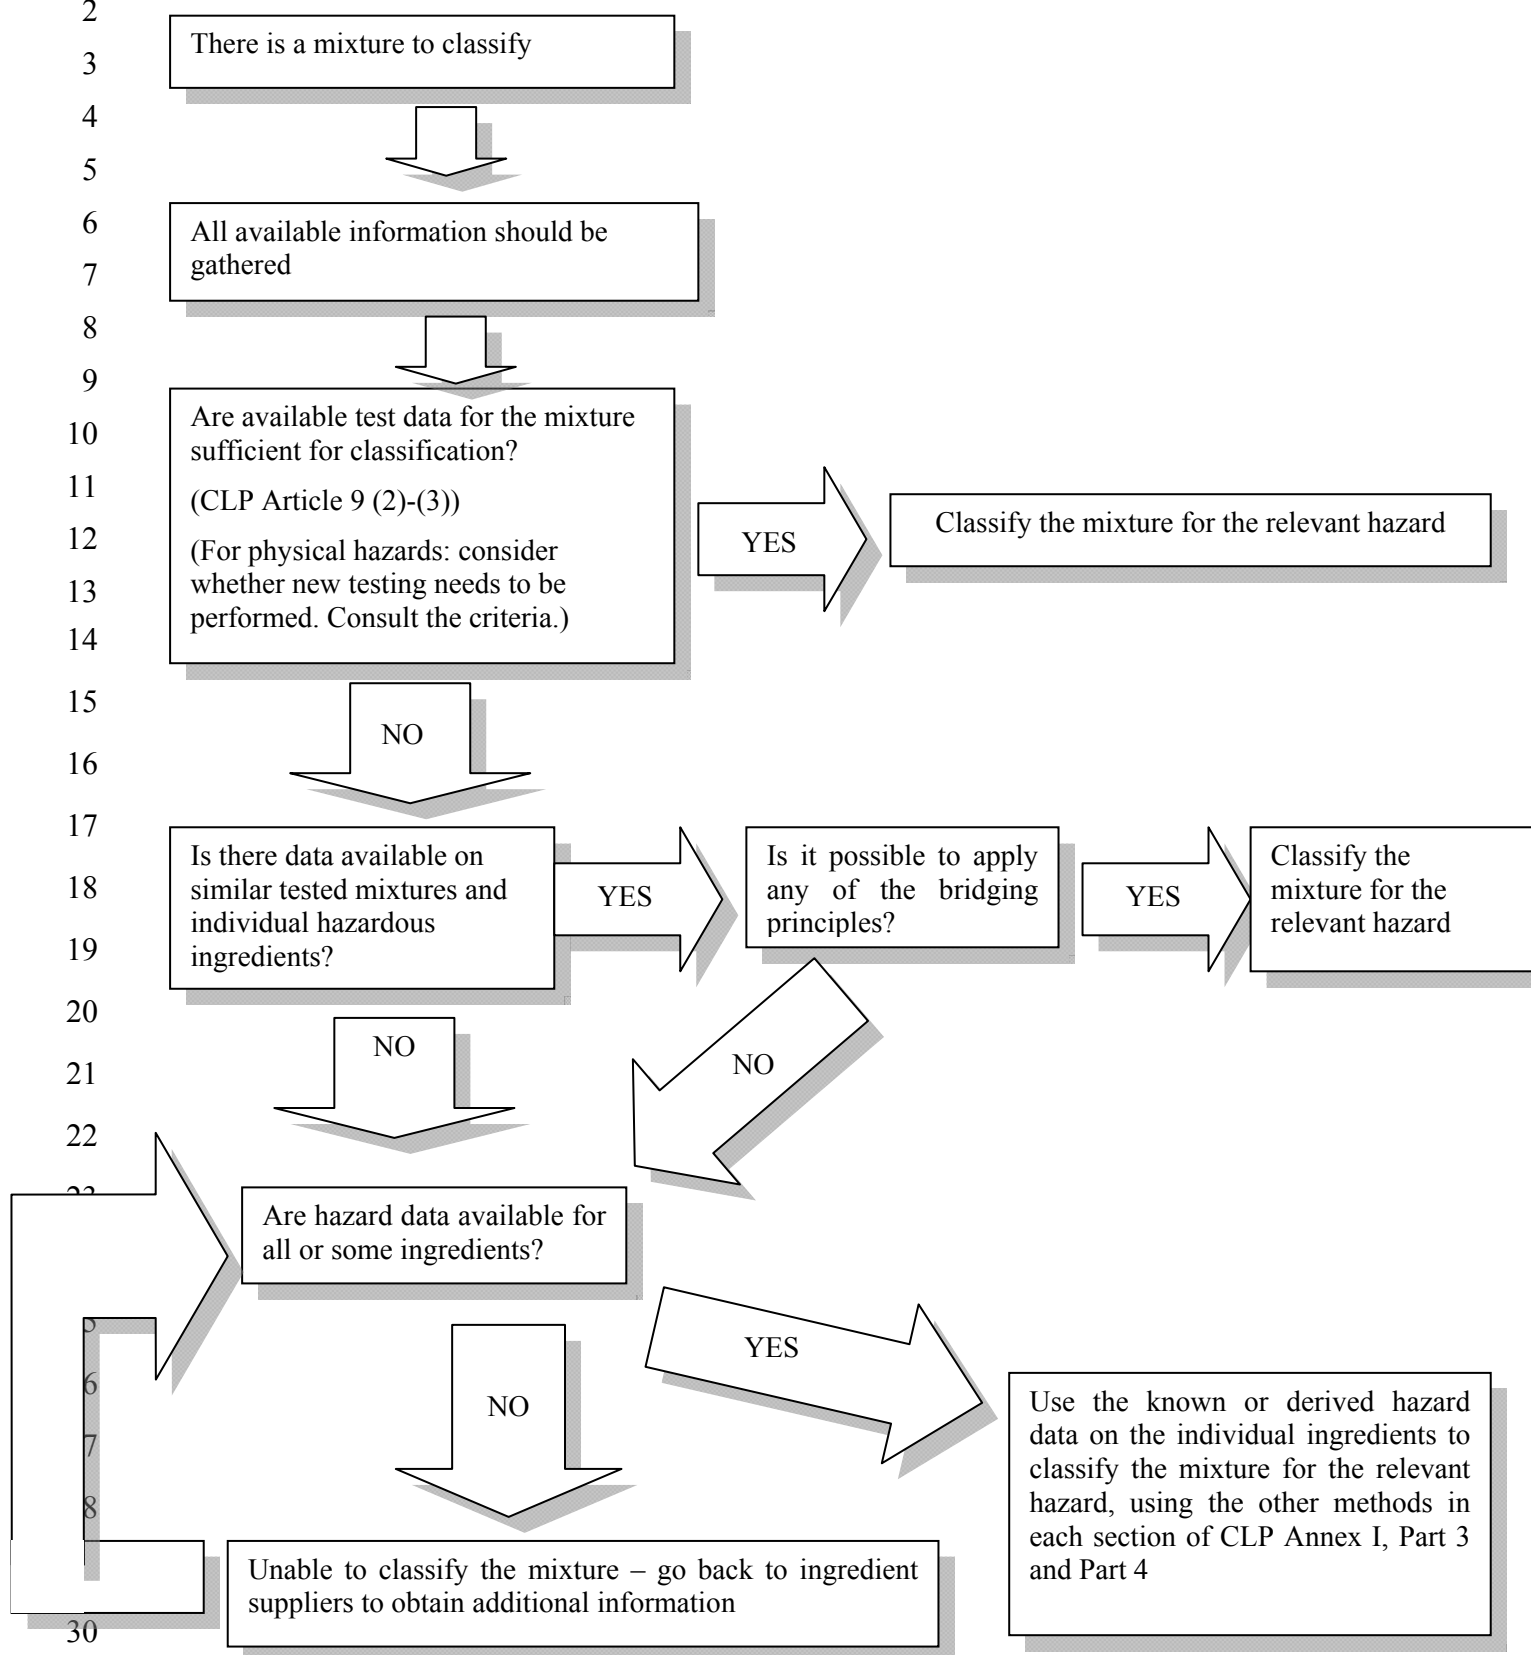 2
There is a mixture to classify
3
4
5
6
All available information should be
gathered
7
8
9
Are available test data for the mixture
sufficient for classification?
10
11
(CLP Article 9 (2)-(3))
12
(For physical hazards: consider
whether new testing needs to be
performed. Consult the criteria.)
13
14
YES
Classify the mixture for the relevant hazard
15
NO
16
17
Is there data available on
similar tested mixtures and
individual hazardous
ingredients?
18
19
YES
Is it possible to apply
any of the bridging
principles?
YES
Classify the
mixture for the
relevant hazard
20
NO
21
NO
22
Are hazard data available for
all or some ingredients?
5
6
7
8
NO
YES
Use the known or derived hazard
data on the individual ingredients to
classify the mixture for the relevant
hazard, using the other methods in
each section of CLP Annex I, Part 3
and Part 4
Unable to classify the mixture – go back to ingredient
suppliers to obtain additional information
30